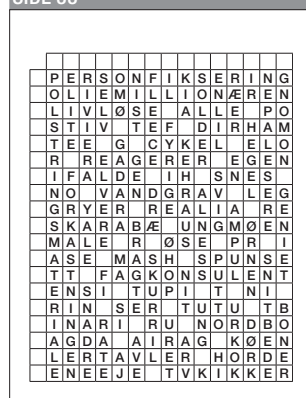 PERSONFIKSERING
OLIEMILLIONÆREN
LIVLØSE ALLE PO
STIV TEF DIRHAM
TEE G CYKEL ELO
R REAGERER EGEN
IFALDE IH SNES
NO VANDGRAV LEG
GRYER REALIA RE
SKARABÆ UNGMØEN
MALE R ØSE PR I
ASE MASH SPUNSE
TT FAGKONSULENT
ENSI TUPI T NI
RIN SER TUTU TB
INARI RU NORDBO
AGDA AIRAG KØEN
LERTAVLER HORDE
ENEEJE TVKIKKER